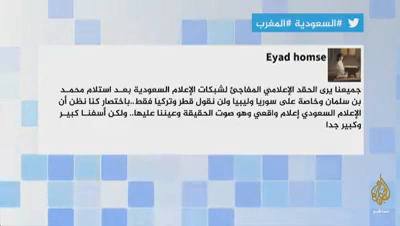 #السعودية #المغرب
Eyad homse
جميعنا يرى الحقد الإعلامي المفاجئ لشبكات الإعلام السعودية بعد استلام محمد
بن سلمان وخاصة على سوريا وليبيا ولن نقول قطر وتركيا فقط..باختصار كنا نظن أن
الإعلام السعودي إعلام واقعي وهو صوت الحقيقة وعيننا عليها.. ولكن أسفنا كبير
وكبير جدا